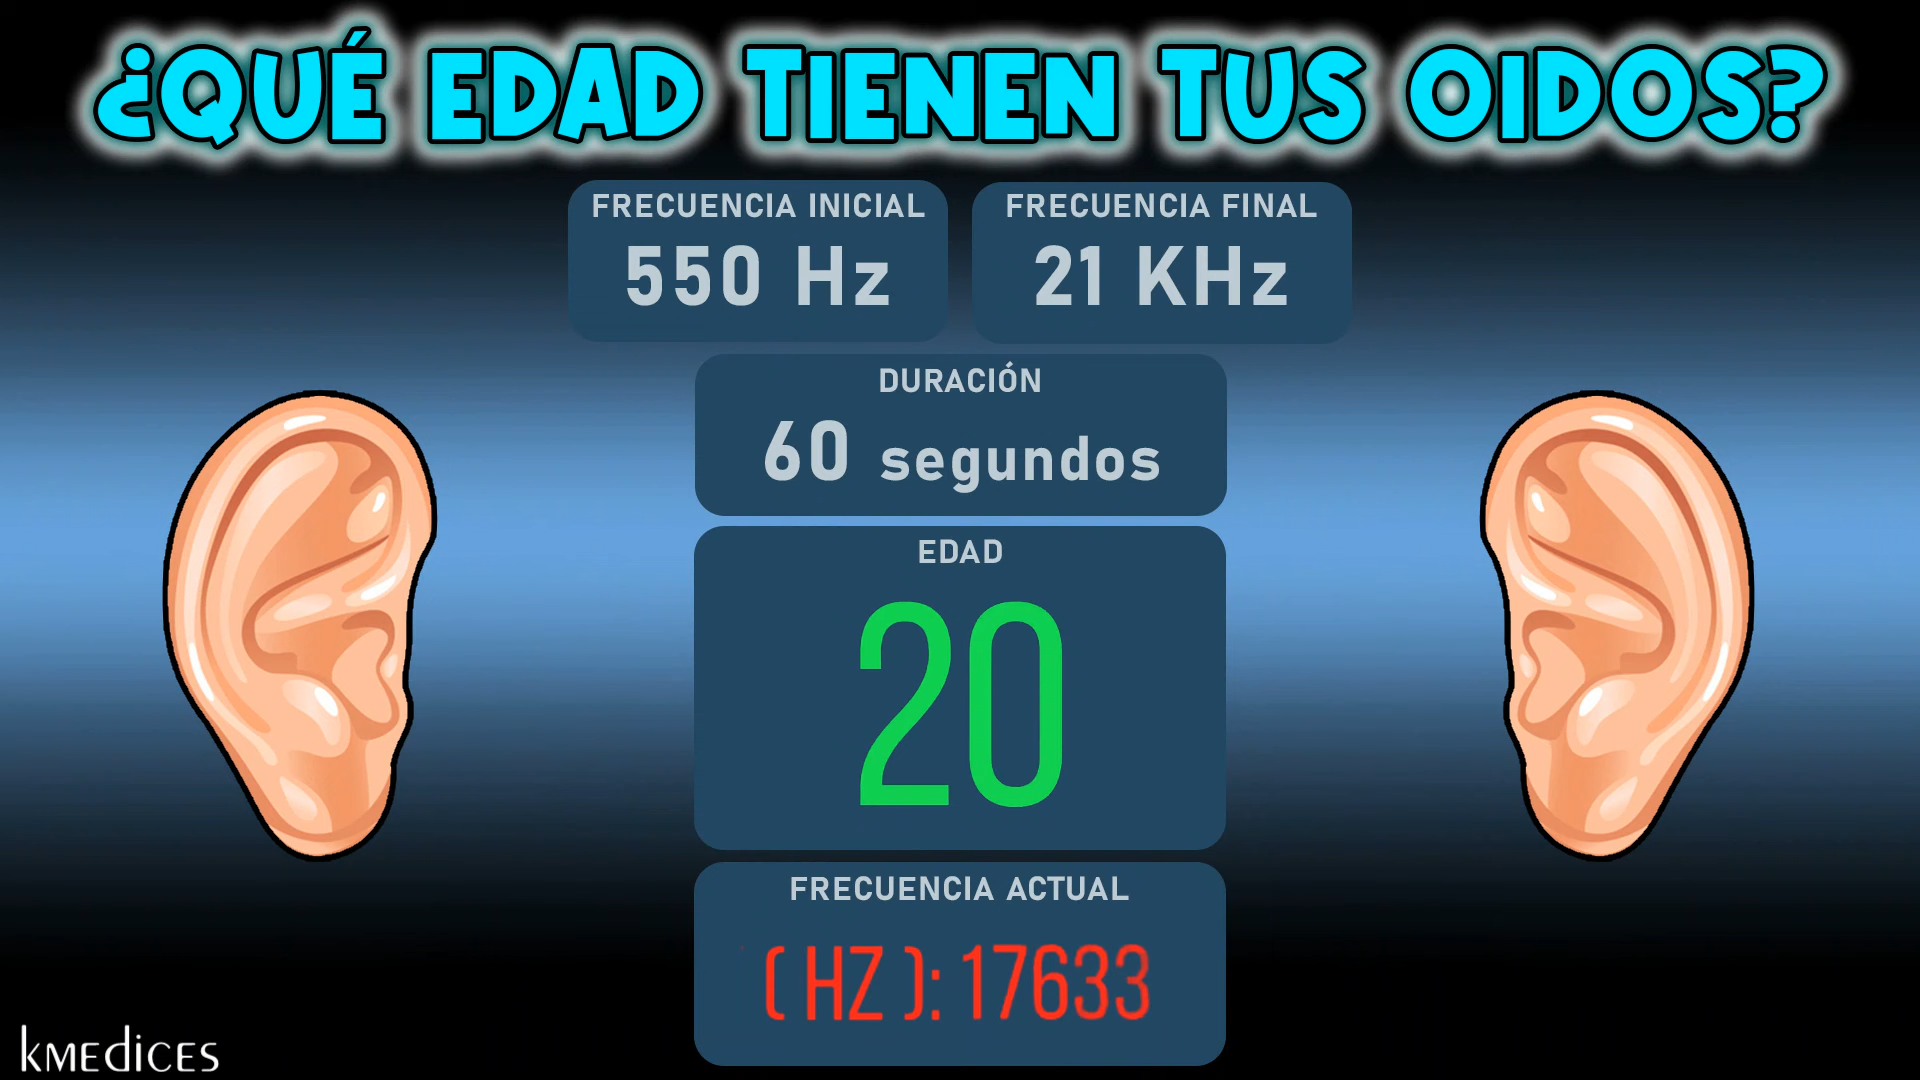 ¿QUÉ EDAD TIENEN TUS OIDOS?
FRECUENCIA INICIAL
550 Hz
FRECUENCIA FINAL
21 KHz
DURACIÓN
60 segundos
EDAD
20
FRECUENCIA ACTUAL
( HZ ): 17633
kmedices